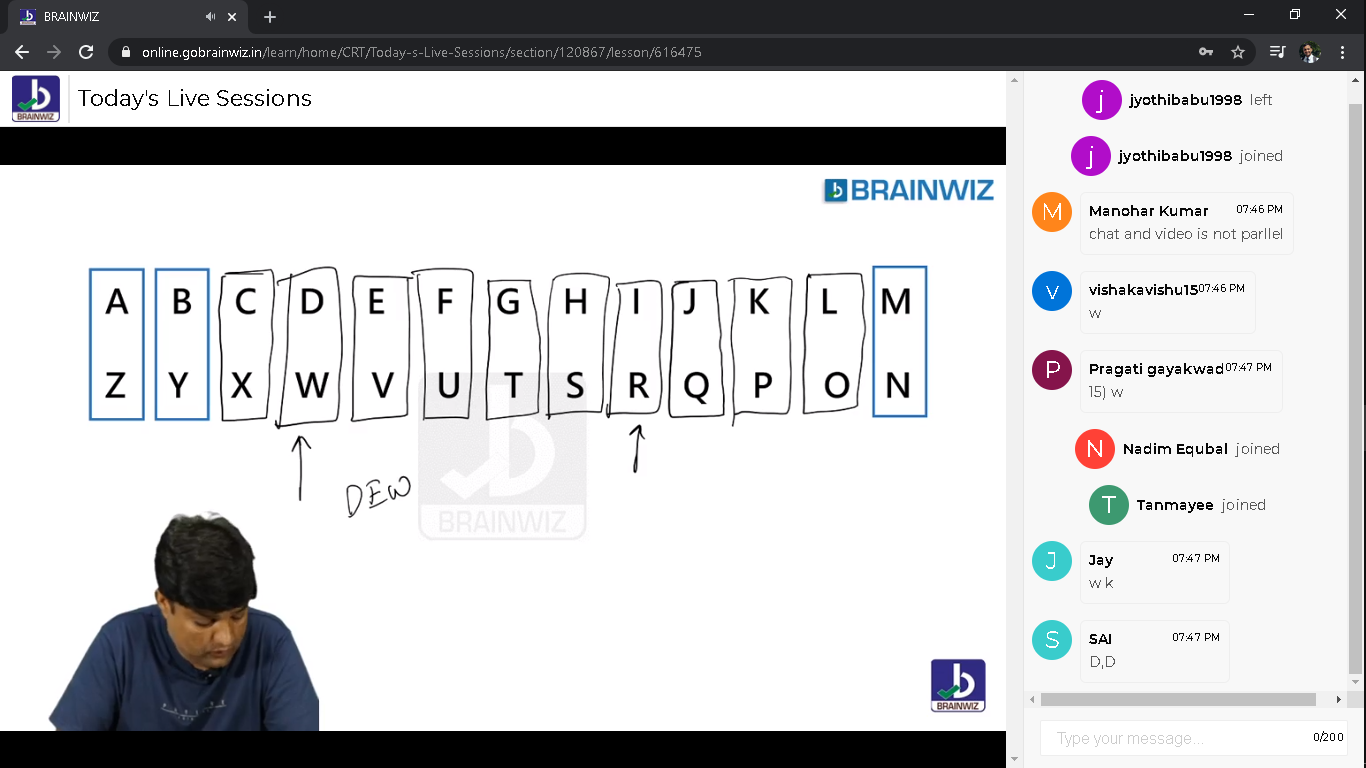 BRAINWIZ
online.gobrainwiz.in/learn/home/CRT/Today-s-Live-Sessions/section/120867/lesson/616475
BRAINWIZ
Today's Live Sessions
BRAINWIZ
A B C D E F G H I J K L M
Z Y X W V U T S R Q P O N
DEW
BRAINWIZ
BRAINWIZ
j jyothibabu1998 left
j jyothibabu1998 joined
M Manohar Kumar 07:46 PM
chat and video is not parllel
v vishakavishu15 07:46 PM
w
P Pragati gayakwad 07:47 PM
15) w
N Nadim Equbal joined
T Tanmayee joined
J Jay 07:47 PM
w k
S SAI 07:47 PM
D,D
Type your message... 0/200